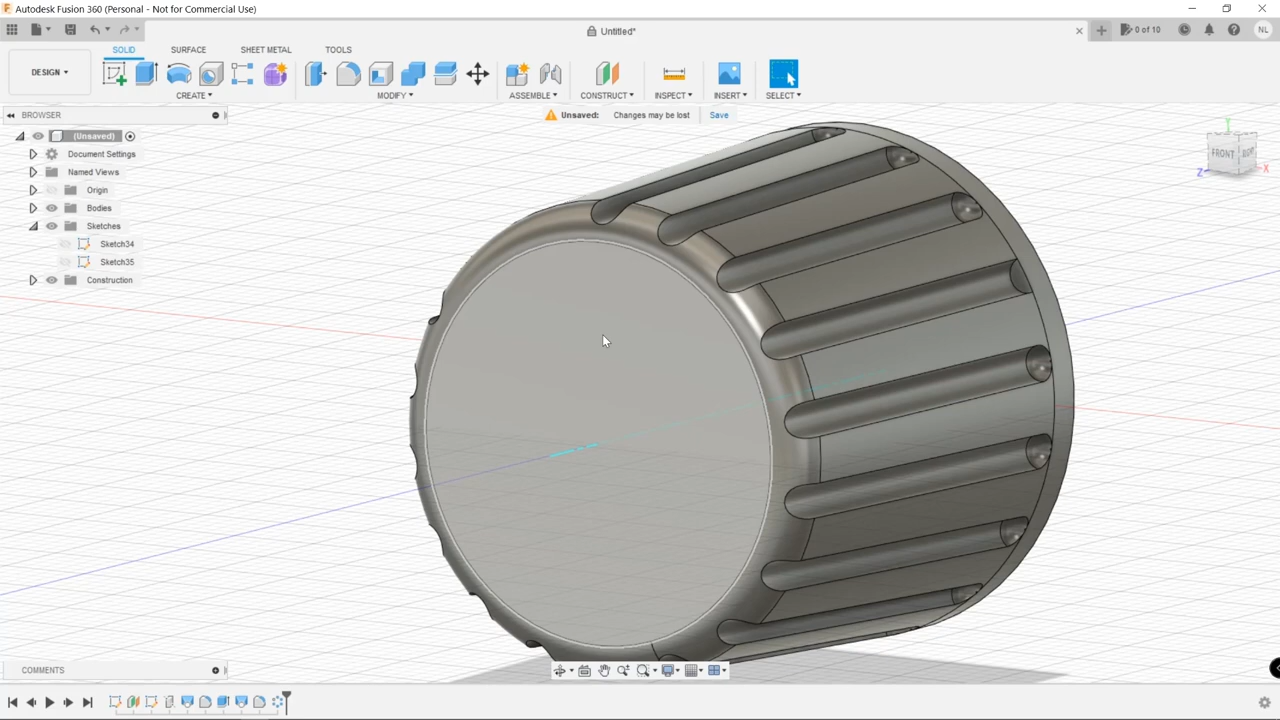 Autodesk Fusion 360 (Personal - Not for Commercial Use)
Untitled*
0 of 10
NL
SOLID SURFACE SHEET METAL TOOLS
DESIGN
CREATE MODIFY ASSEMBLE CONSTRUCT INSPECT INSERT SELECT
BROWSER
Unsaved: Changes may be lost Save
(Unsaved)
Document Settings
Named Views
Origin
Bodies
Sketches
Sketch34
Sketch35
Construction
Y
FRONT RIGHT
Z X
COMMENTS